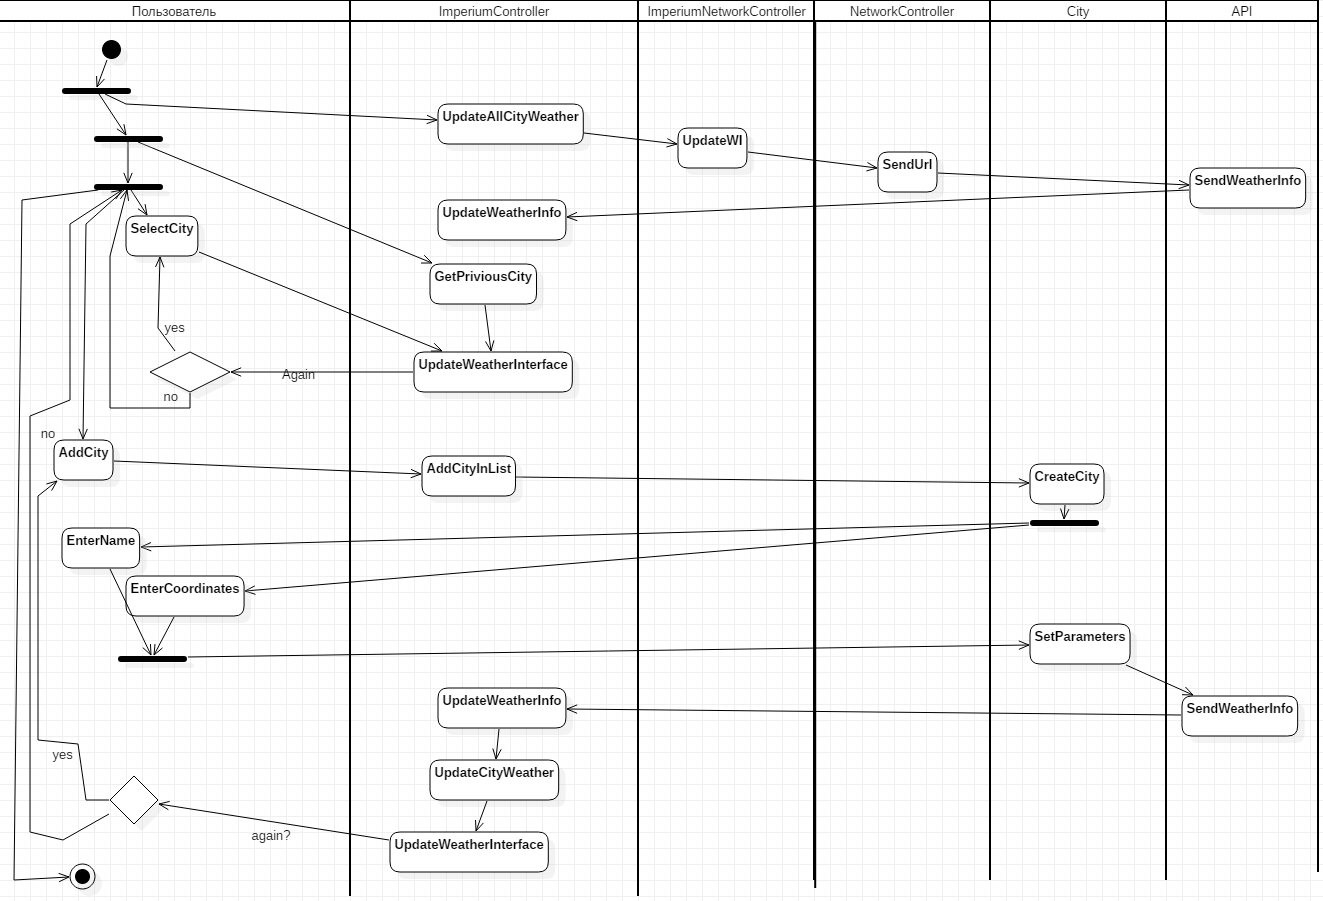 Пользователь
ImperiumController
ImperiumNetworkController
NetworkController
City
API
UpdateAllCityWeather
UpdateWI
SendUrl
SendWeatherInfo
UpdateWeatherInfo
SelectCity
GetPriviousCity
yes
UpdateWeatherInterface
Again
no
no
AddCity
AddCityInList
CreateCity
EnterName
EnterCoordinates
SetParameters
UpdateWeatherInfo
SendWeatherInfo
yes
UpdateCityWeather
again?
UpdateWeatherInterface